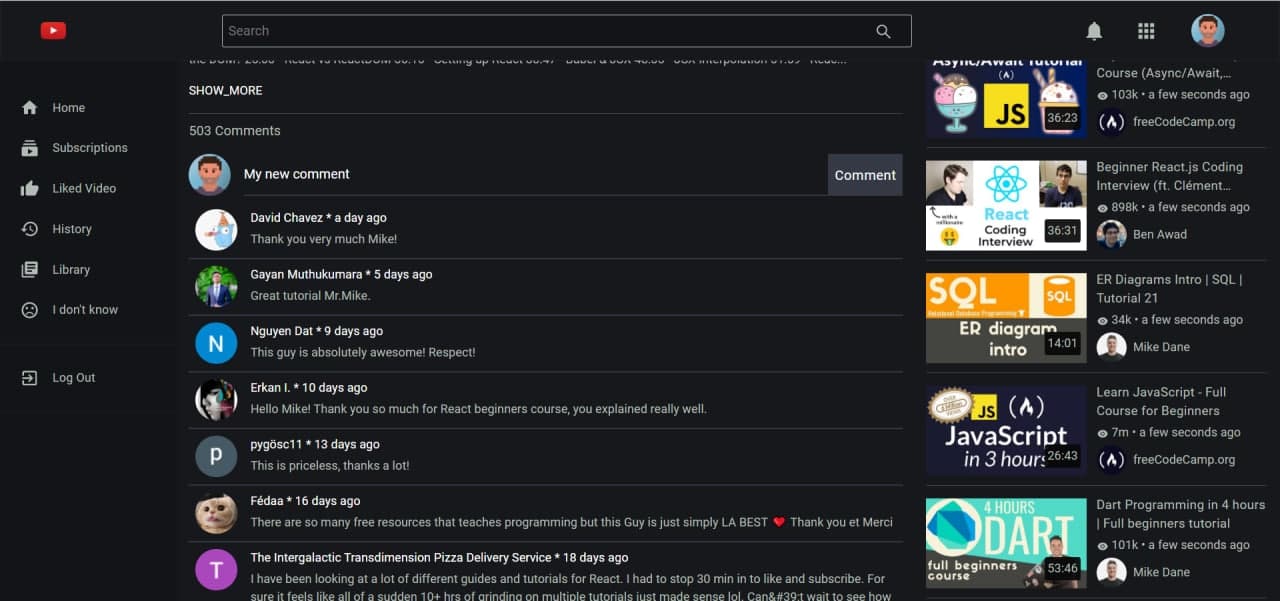 Search
Home
Subscriptions
Liked Video
History
Library
I don't know
Log Out
SHOW_MORE
503 Comments
My new comment
Comment
David Chavez * a day ago
Thank you very much Mike!
Gayan Muthukumara * 5 days ago
Great tutorial Mr.Mike.
N
Nguyen Dat * 9 days ago
This guy is absolutely awesome! Respect!
Erkan I. * 10 days ago
Hello Mike! Thank you so much for React beginners course, you explained really well.
p
pygösc11 * 13 days ago
This is priceless, thanks a lot!
Fédaa * 16 days ago
There are so many free resources that teaches programming but this Guy is just simply LA BEST ❤️ Thank you et Merci
T
The Intergalactic Transdimension Pizza Delivery Service * 18 days ago
I have been looking at a lot of different guides and tutorials for React. I had to stop 30 min in to like and subscribe. For
sure it feels like all of a sudden 10+ hrs of grinding on multiple tutorials just made sense lol. Can&#39;t wait to see how
Async/Await Tutorial
JS
36:23
Course (Async/Await,...
103k • a few seconds ago
freeCodeCamp.org
with a
millionaire
React
Coding
Interview
36:31
Beginner React.js Coding
Interview (ft. Clément...
898k • a few seconds ago
Ben Awad
SQL
SQL
ER diagram
intro
14:01
ER Diagrams Intro | SQL |
Tutorial 21
34k • a few seconds ago
Mike Dane
JS
JavaScript
in 3 hours
26:43
Learn JavaScript - Full
Course for Beginners
7m • a few seconds ago
freeCodeCamp.org
4 HOURS
DART
full beginners
course
53:46
Dart Programming in 4 hours
| Full beginners tutorial
101k • a few seconds ago
Mike Dane